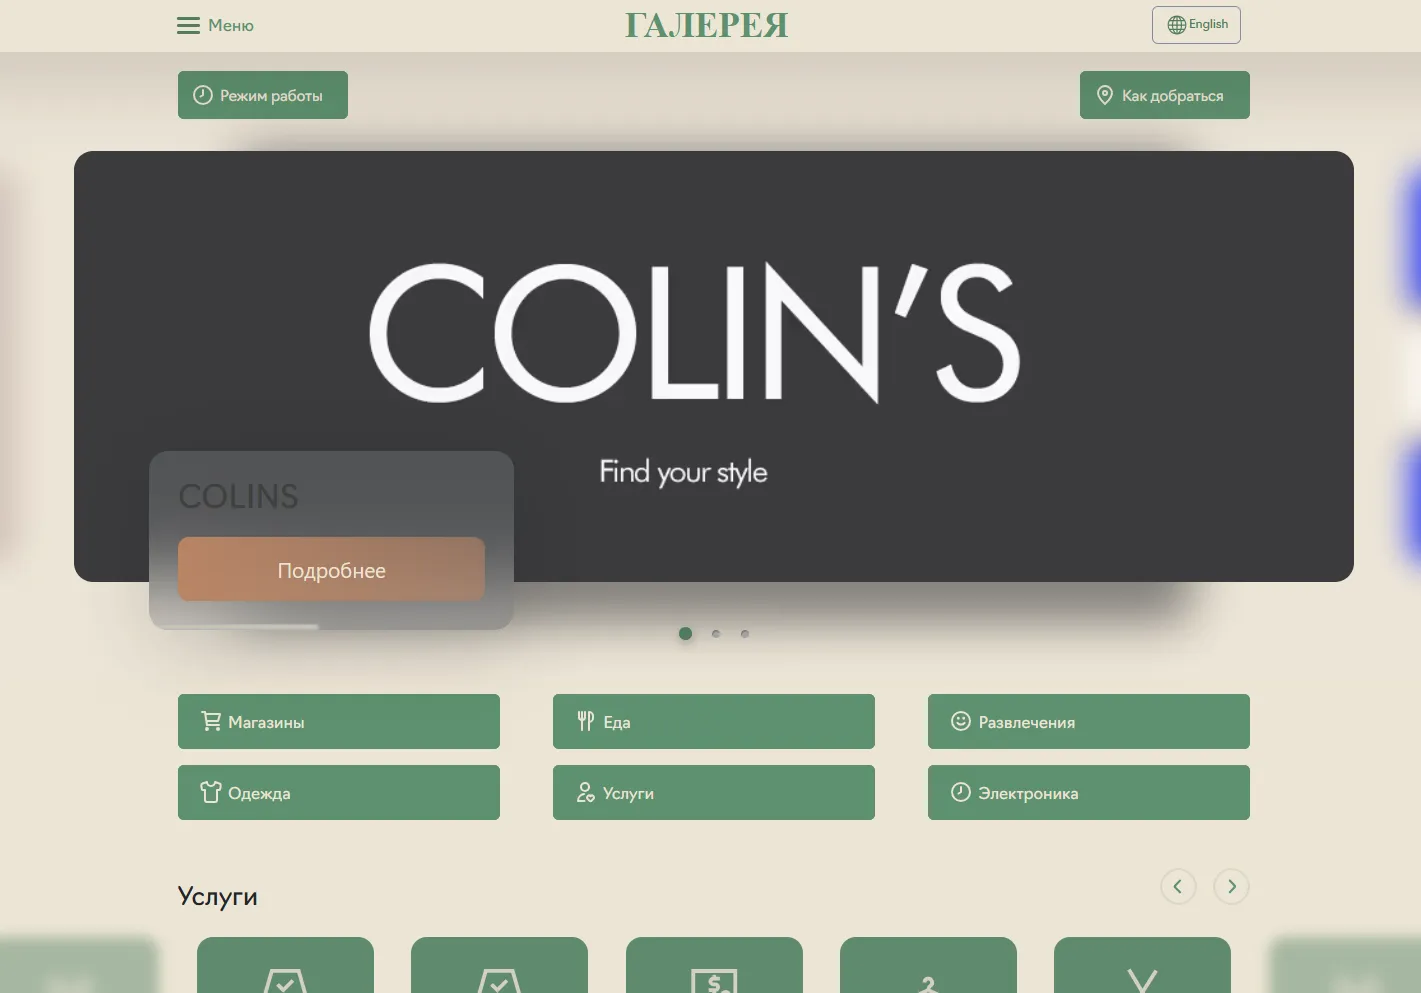 Меню
ГАЛЕРЕЯ
English
Режим работы
Как добраться
COLIN'S
Find your style
COLINS
Подробнее
Магазины
Еда
Развлечения
Одежда
Услуги
Электроника
Услуги